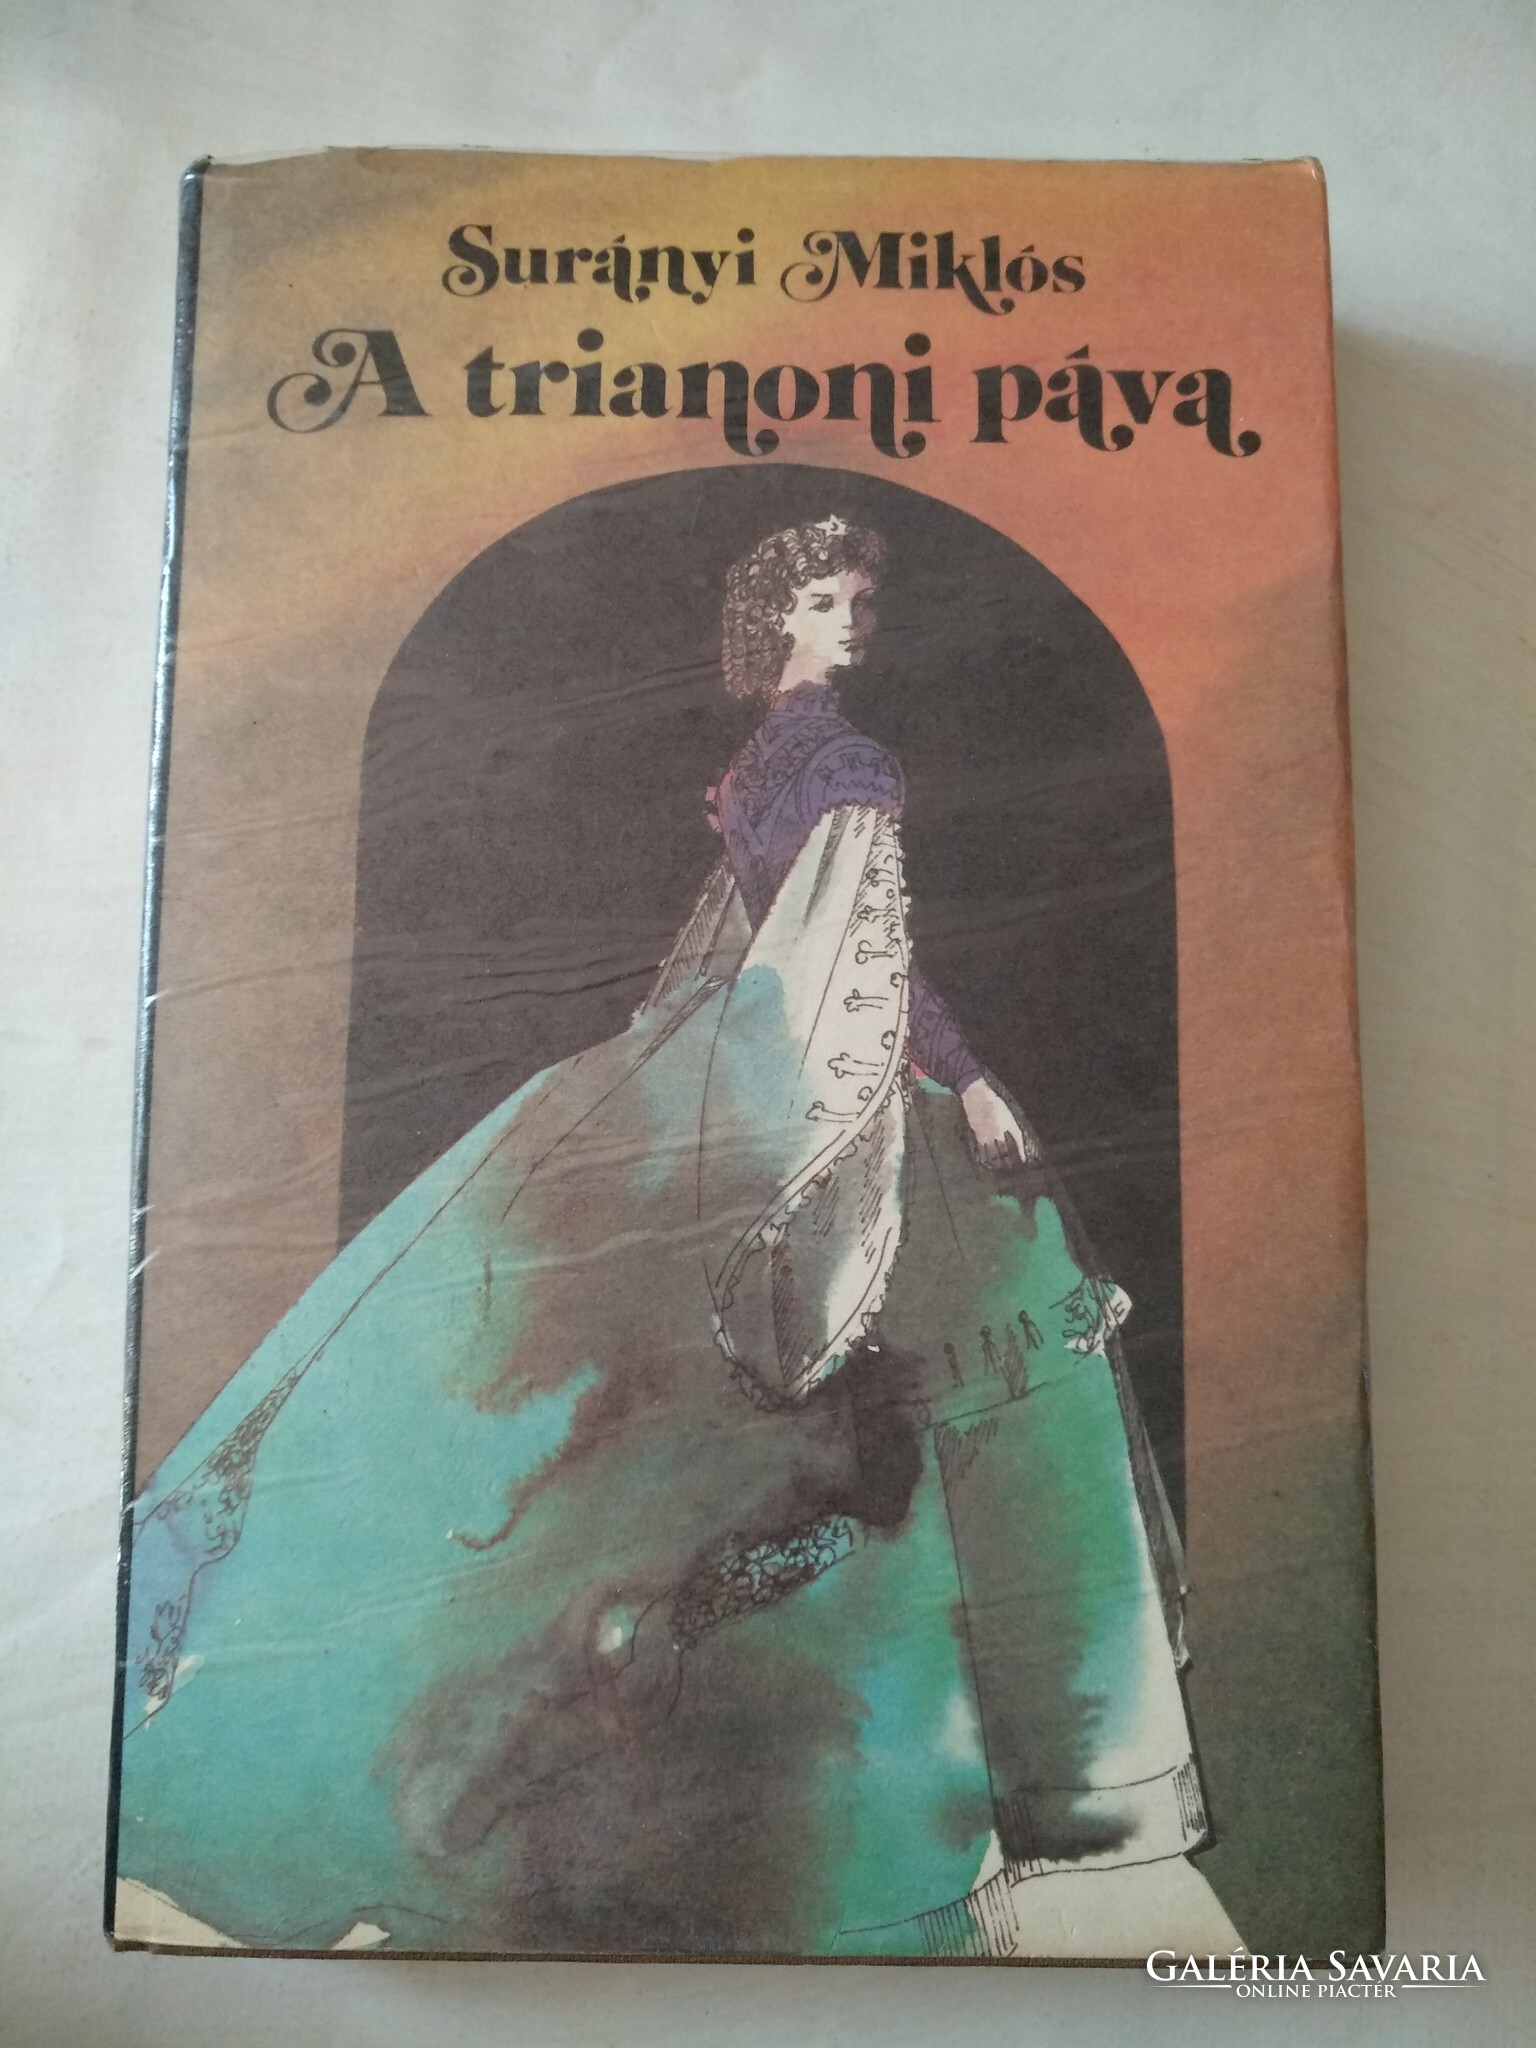 Surányi Miklós
A trianoni páva
GALÉRIA SAVARIA
ONLINE PIACTÉR